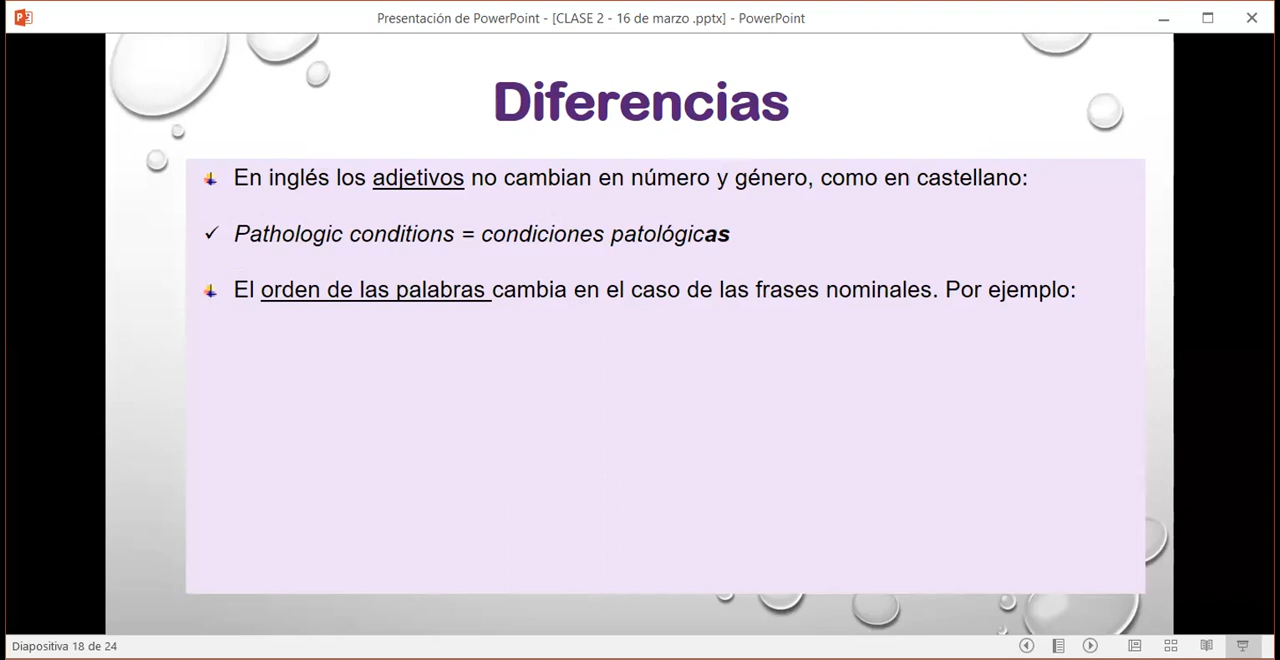 Presentación de PowerPoint - [CLASE 2 - 16 de marzo .pptx] - PowerPoint
Diferencias
En inglés los adjetivos no cambian en número y género, como en castellano:
✓ Pathologic conditions = condiciones patológicas
El orden de las palabras cambia en el caso de las frases nominales. Por ejemplo:
Diapositiva 18 de 24